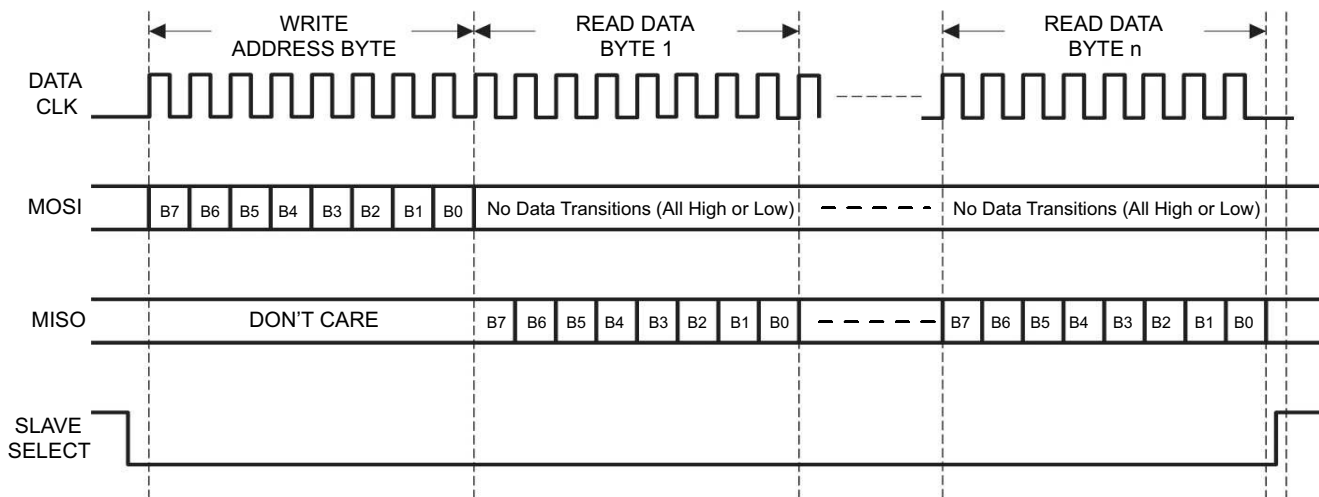 WRITE
ADDRESS BYTE
READ DATA
BYTE 1
READ DATA
BYTE n
DATA
CLK
MOSI
B7 B6 B5 B4 B3 B2 B1 B0
No Data Transitions (All High or Low)
No Data Transitions (All High or Low)
MISO
DON'T CARE
B7 B6 B5 B4 B3 B2 B1 B0
B7 B6 B5 B4 B3 B2 B1 B0
SLAVE
SELECT